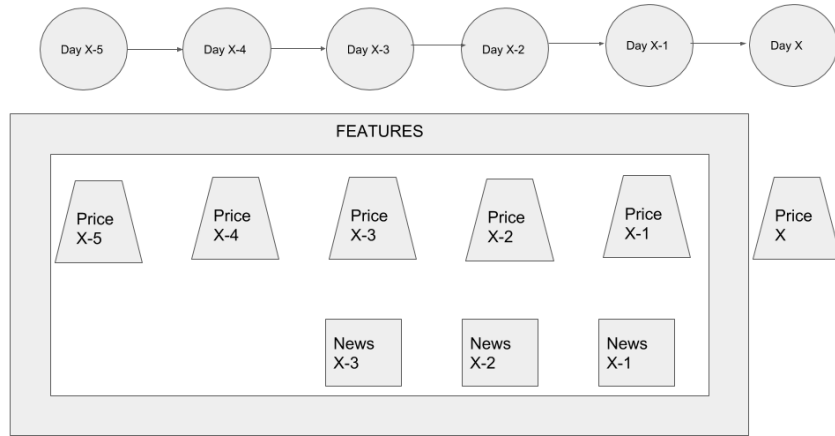 Day X-5
Day X-4
Day X-3
Day X-2
Day X-1
Day X
FEATURES
Price
X-5
Price
X-4
Price
X-3
Price
X-2
Price
X-1
Price
X
News
X-3
News
X-2
News
X-1